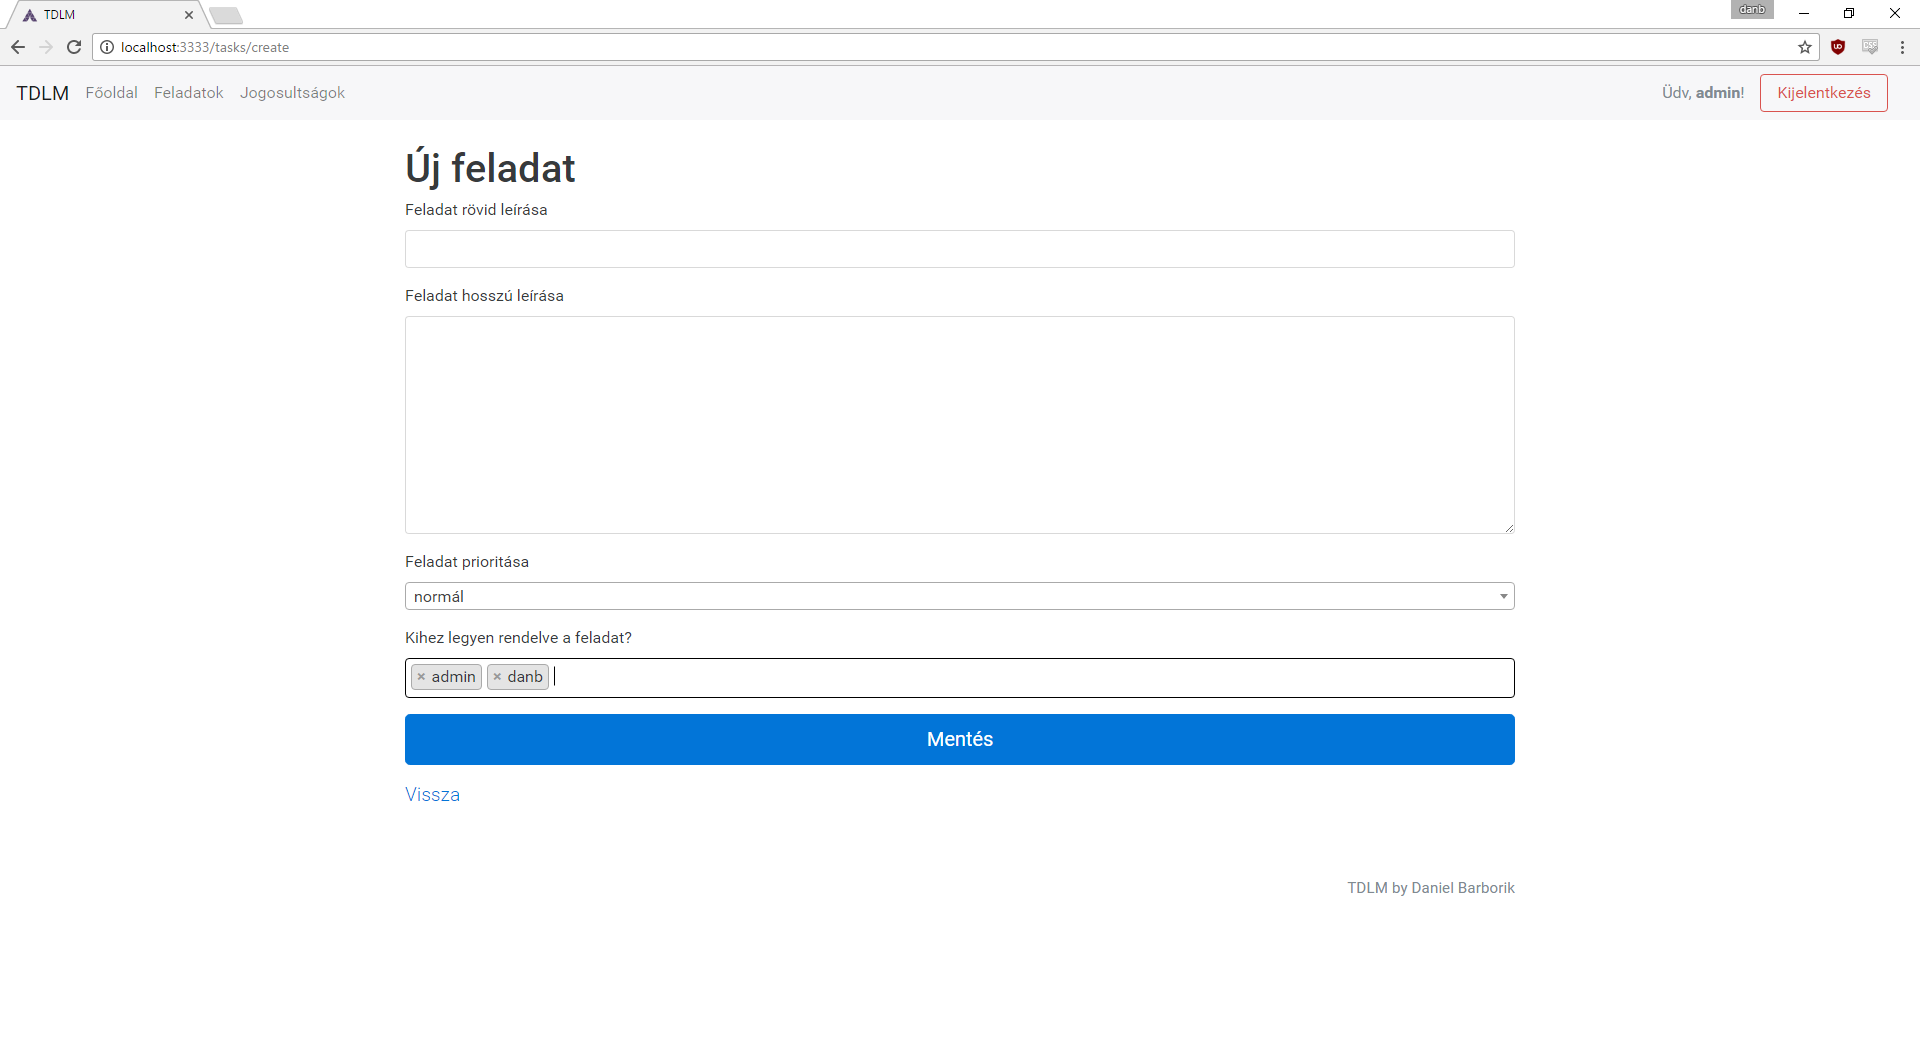 TDLM
danb
localhost:3333/tasks/create
TDLM Főoldal Feladatok Jogosultságok Üdv, admin! Kijelentkezés
Új feladat
Feladat rövid leírása
Feladat hosszú leírása
Feladat prioritása
normál
Kihez legyen rendelve a feladat?
× admin × danb
Mentés
Vissza
TDLM by Daniel Barborik